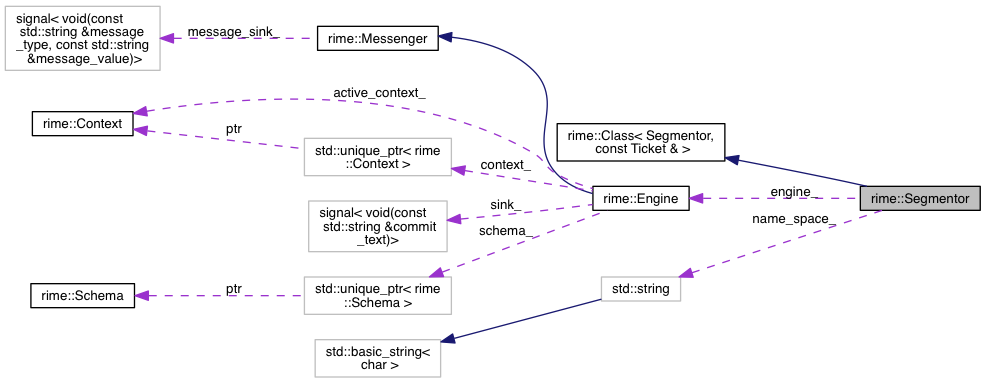 signal< void(const
std::string &message
_type, const std::string
&message_value)>
message_sink_
rime::Messenger
active_context_
rime::Context
ptr
std::unique_ptr< rime
::Context >
context_
rime::Class< Segmentor,
const Ticket & >
rime::Engine
engine_
rime::Segmentor
signal< void(const
std::string &commit
_text)>
sink_
name_space_
schema_
rime::Schema
ptr
std::unique_ptr< rime
::Schema >
std::string
std::basic_string<
char >